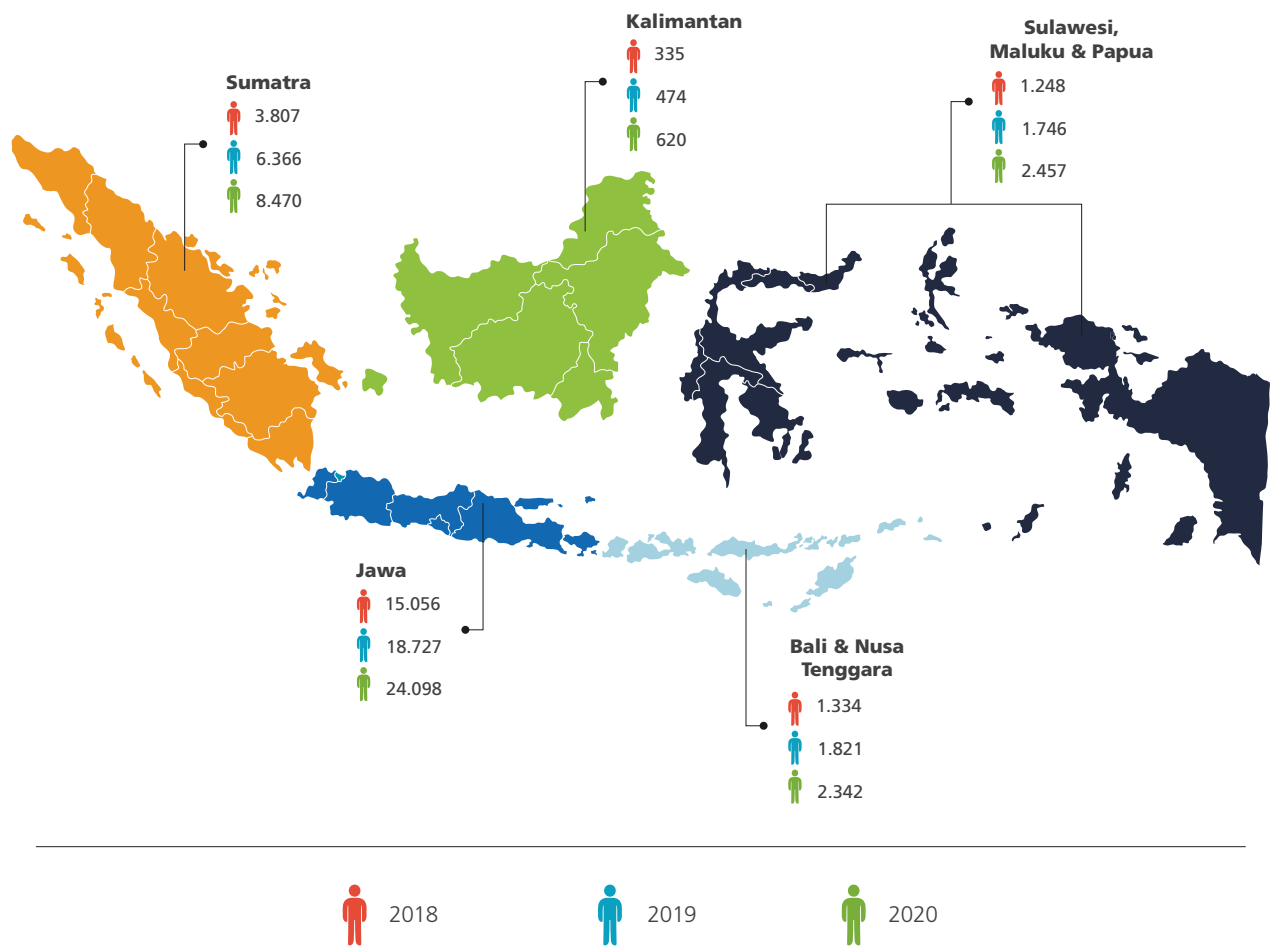 Kalimantan
335
474
620
Sulawesi,
Maluku & Papua
1.248
1.746
2.457
Sumatra
3.807
6.366
8.470
Jawa
15.056
18.727
24.098
Bali & Nusa
Tenggara
1.334
1.821
2.342
2018
2019
2020